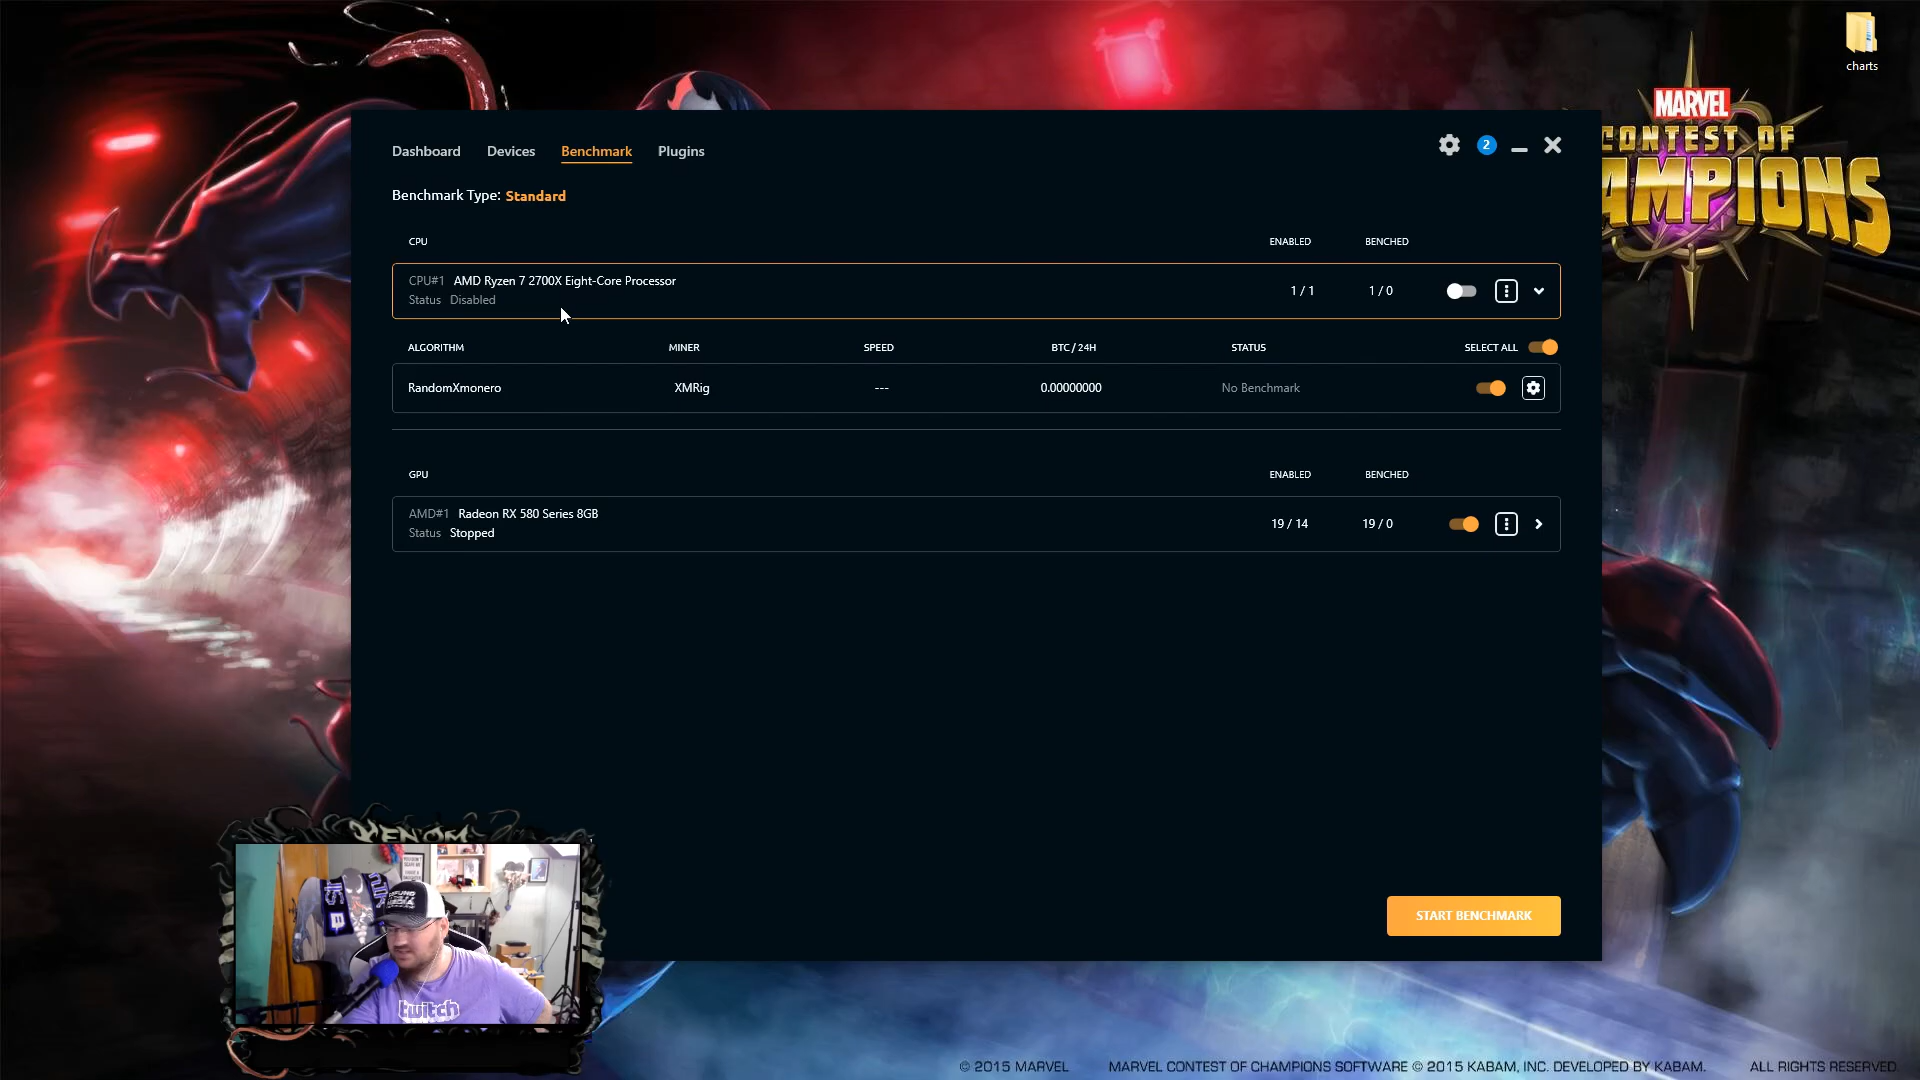 charts
MARVEL
CONTEST OF
CHAMPIONS
Dashboard Devices Benchmark Plugins
2
Benchmark Type: Standard
CPU ENABLED BENCHED
CPU#1 AMD Ryzen 7 2700X Eight-Core Processor 1 / 1 1 / 0
Status Disabled
ALGORITHM MINER SPEED BTC / 24H STATUS SELECT ALL
RandomXmonero XMRig --- 0.00000000 No Benchmark
GPU ENABLED BENCHED
AMD#1 Radeon RX 580 Series 8GB 19 / 14 19 / 0
Status Stopped
VENOM
twitch
START BENCHMARK
© 2015 MARVEL MARVEL CONTEST OF CHAMPIONS SOFTWARE © 2015 KABAM, INC. DEVELOPED BY KABAM. ALL RIGHTS RESERVED.